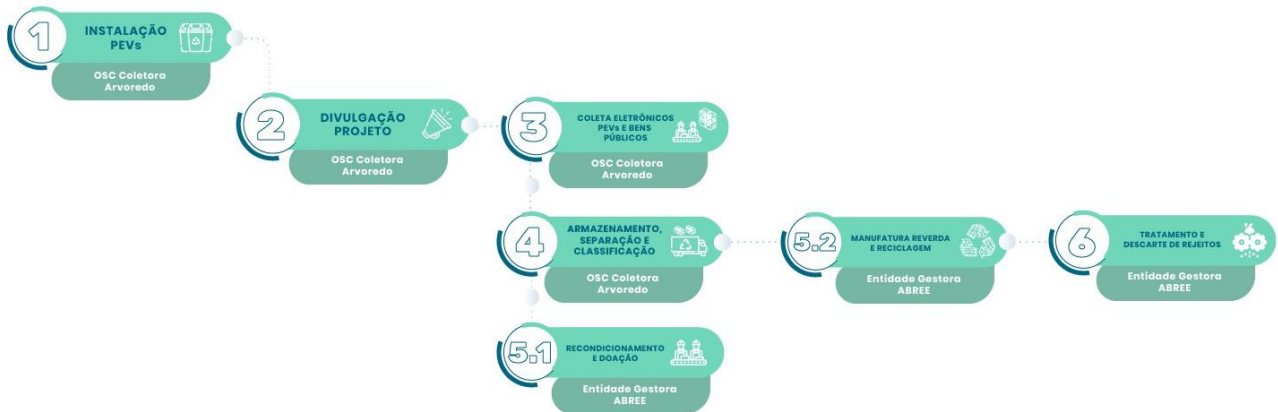 1
INSTALAÇÃO
PEVs
OSC Coletora
Arvoredo
2
DIVULGAÇÃO
PROJETO
OSC Coletora
Arvoredo
3
COLETA ELETRÔNICOS
PEVs E BENS
PÚBLICOS
OSC Coletora
Arvoredo
4
ARMAZENAMENTO,
SEPARAÇÃO E
CLASSIFICAÇÃO
OSC Coletora
Arvoredo
5.1
RECONDICIONAMENTO
E DOAÇÃO
Entidade Gestora
ABREE
5.2
MANUFATURA REVERDA
E RECICLAGEM
Entidade Gestora
ABREE
6
TRATAMENTO E
DESCARTE DE REJEITOS
Entidade Gestora
ABREE